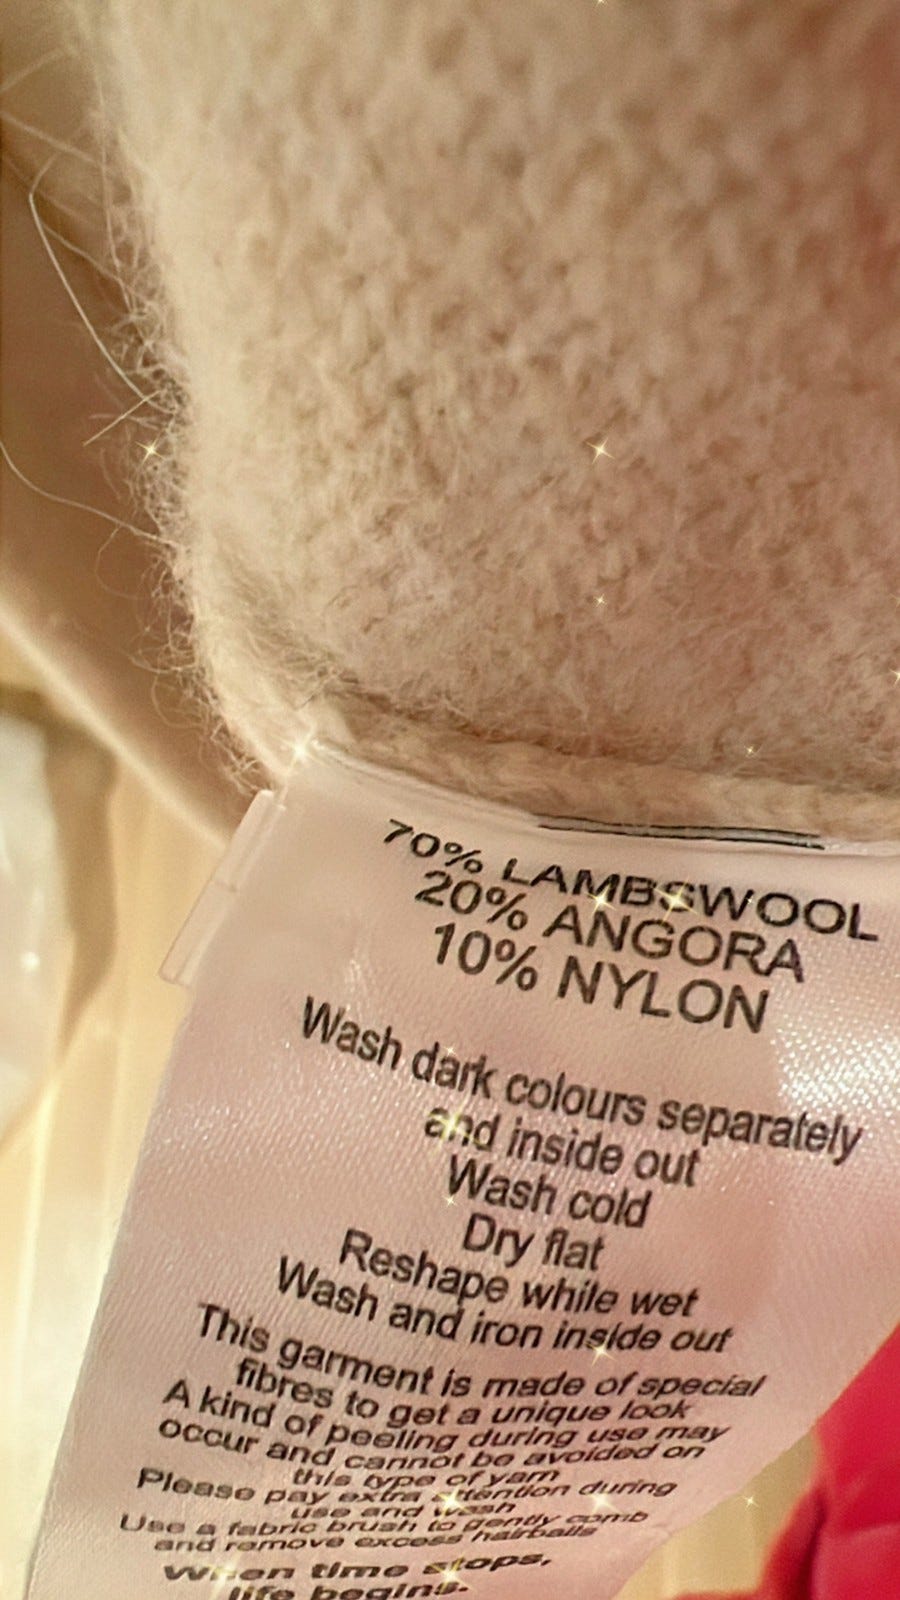 70% LAMBSWOOL
20% ANGORA
10% NYLON
Wash dark colours separately
and inside out
Wash cold
Dry flat
Reshape while wet
Wash and iron inside out
This garment is made of special
fibres to get a unique look
A kind of peeling during use may
occur and cannot be avoided on
this type of yarn
Please pay extra attention during
use and wash
Use a fabric brush to gently comb
and remove excess hairballs
When time stops,
life begins.